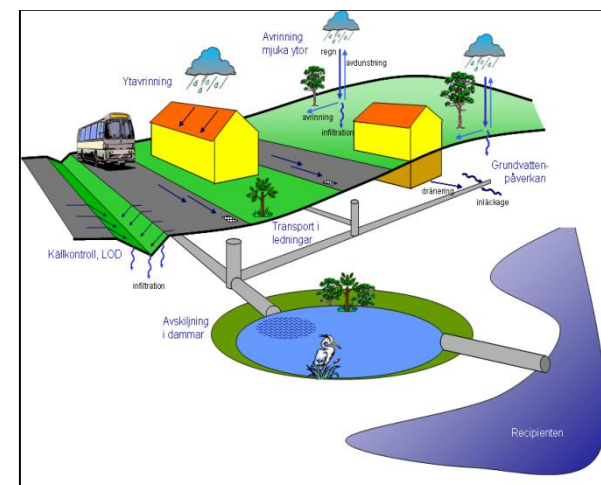 Avrinning
mjuka ytor
regn
avdunstning
Ytavrinning
avrinning
infiltration
Grundvatten-
påverkan
dränering
inläckage
Transport i
ledningar
Källkontroll, LOD
infiltration
Avskiljning
i dammar
Recipienten